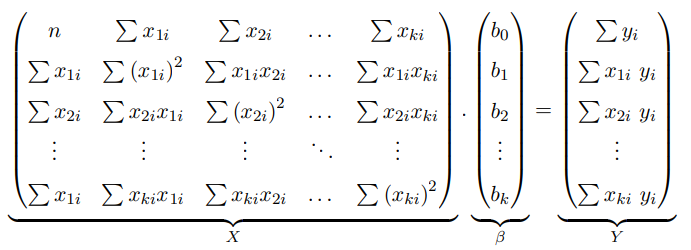 n ∑ x₁ᵢ ∑ x₂ᵢ … ∑ xₖᵢ b₀ ∑ yᵢ
∑ x₁ᵢ ∑ (x₁ᵢ)² ∑ x₁ᵢx₂ᵢ … ∑ x₁ᵢxₖᵢ b₁ ∑ x₁ᵢ yᵢ
∑ x₂ᵢ ∑ x₂ᵢx₁ᵢ ∑ (x₂ᵢ)² … ∑ x₂ᵢxₖᵢ . b₂ = ∑ x₂ᵢ yᵢ
⋮ ⋮ ⋮ ⋱ ⋮ ⋮ ⋮
∑ x₁ᵢ ∑ xₖᵢx₁ᵢ ∑ xₖᵢx₂ᵢ … ∑ (xₖᵢ)² bₖ ∑ xₖᵢ yᵢ
X β Y